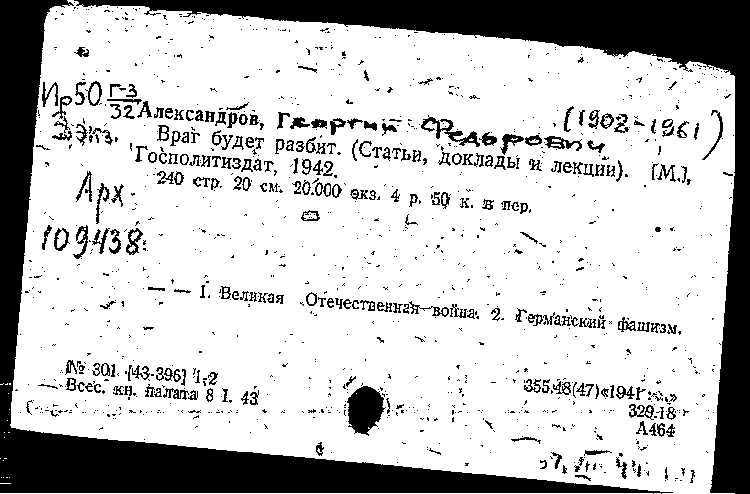 Ир50 Г-3
32 Александров, Георгий Федорович (1908-1961)
3 экз. Враг будет разбит. (Статьи, доклады и лекции). [М.],
Госполитиздат, 1942.
240 стр. 20 см. 20.000 экз. 4 р. 50 к. в пер.
Арх
109438
— — 1. Великая Отечественная война. 2. Германский фашизм.
[№ 301 [43-396] 1,2
— Всес. кн. палата 8 I. 43
355.48(47)«1941
329.18
А464